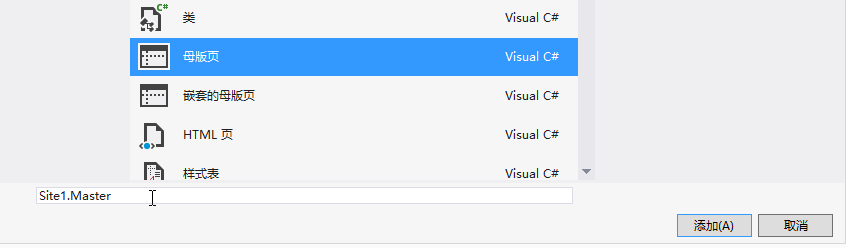 类 Visual C#
母版页 Visual C#
嵌套的母版页 Visual C#
HTML 页 Visual C#
样式表 Visual C#
Site1.Master
添加(A) 取消